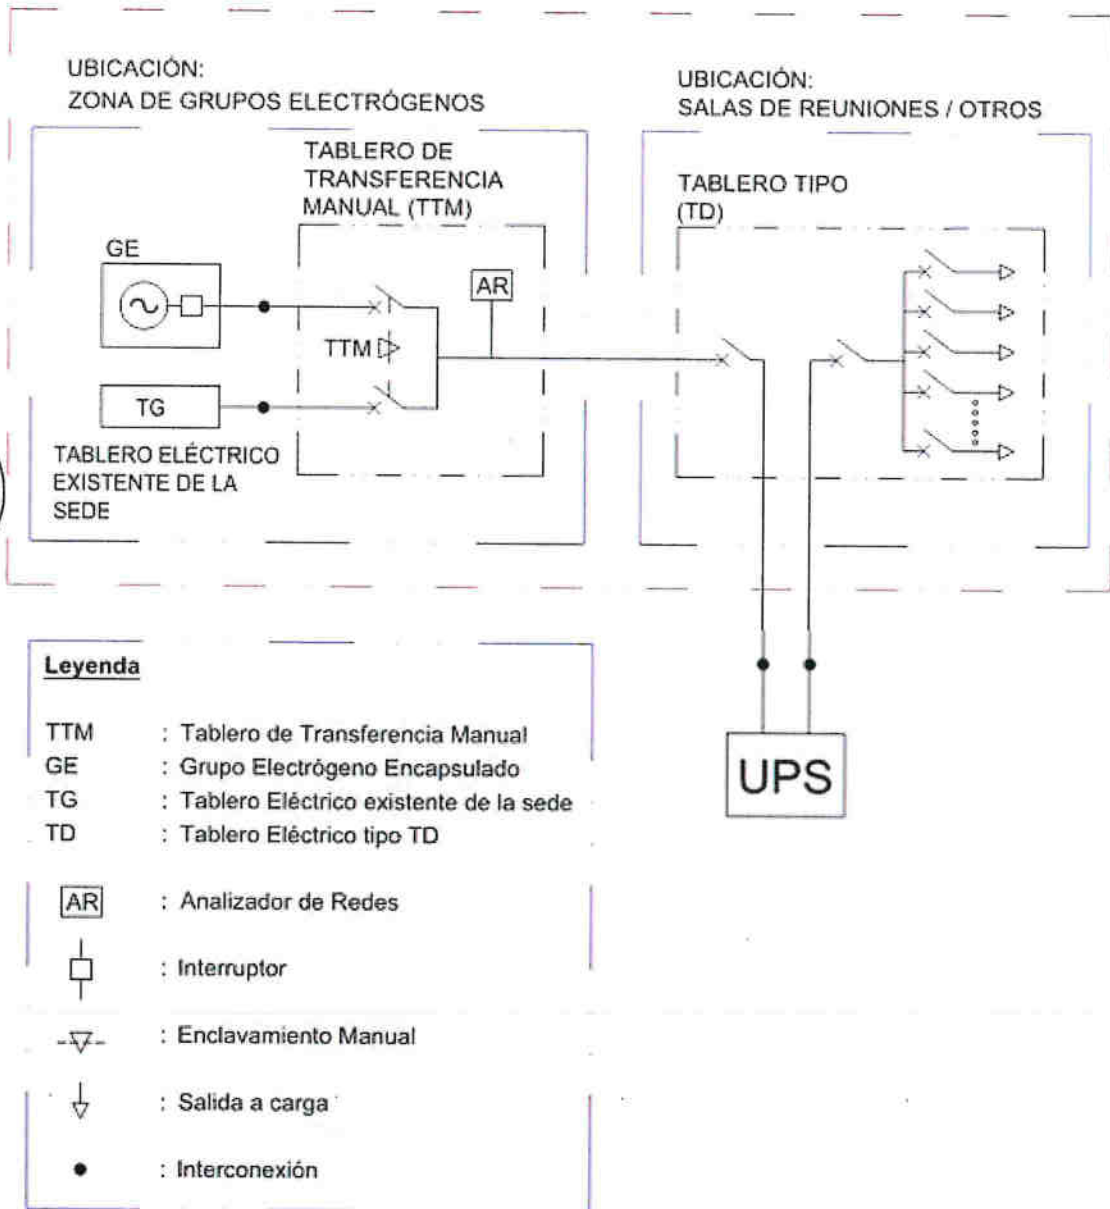 UBICACIÓN:
ZONA DE GRUPOS ELECTRÓGENOS
UBICACIÓN:
SALAS DE REUNIONES / OTROS
TABLERO DE
TRANSFERENCIA
MANUAL (TTM)
TABLERO TIPO
(TD)
GE
AR
TTM
TG
TABLERO ELÉCTRICO
EXISTENTE DE LA
SEDE
UPS
Leyenda
TTM : Tablero de Transferencia Manual
GE : Grupo Electrógeno Encapsulado
TG : Tablero Eléctrico existente de la sede
TD : Tablero Eléctrico tipo TD
AR : Analizador de Redes
: Interruptor
: Enclavamiento Manual
: Salida a carga
: Interconexión